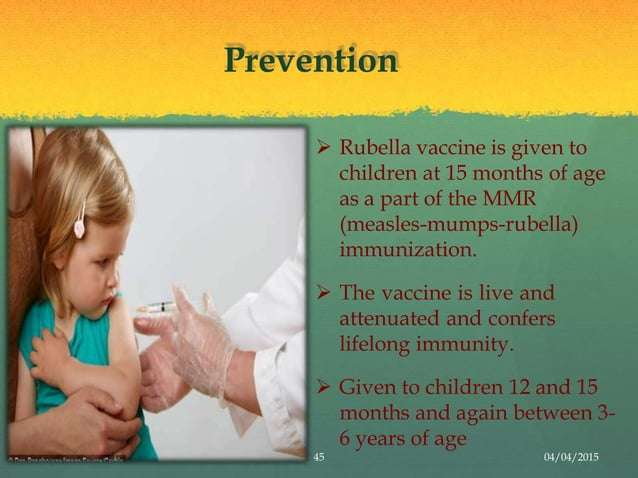 Prevention
➢ Rubella vaccine is given to
children at 15 months of age
as a part of the MMR
(measles-mumps-rubella)
immunization.
➢ The vaccine is live and
attenuated and confers
lifelong immunity.
➢ Given to children 12 and 15
months and again between 3-
6 years of age
45
04/04/2015